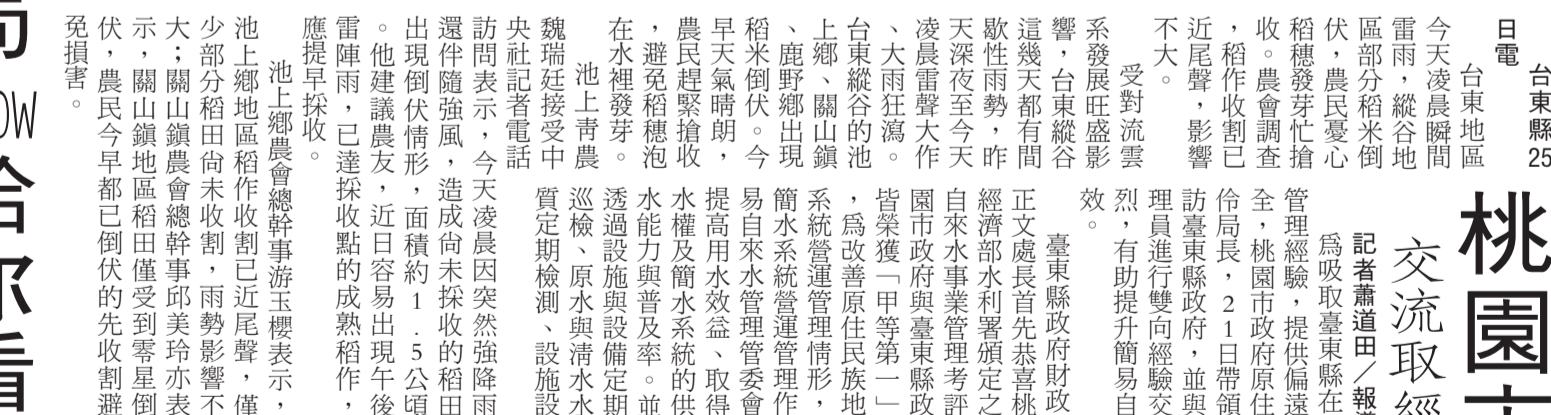 台東縣25
日電
台東地區
今天凌晨瞬間
雷雨，縱谷地
區部分稻米倒
伏，農民憂心
稻穗發芽忙搶
收。農會調查
，稻作收割已
近尾聲，影響
不大。
受對流雲
系發展旺盛影
響，台東縱谷
這幾天都有間
歇性雨勢，昨
天深夜至今天
凌晨雷聲大作
、大雨狂瀉。
台東縱谷的池
上鄉、關山鎮
、鹿野鄉出現
稻米倒伏。今
早天氣晴朗，
農民趕緊搶收
，避免稻穗泡
在水裡發芽。
池上青農
魏瑞廷接受中
央社記者電話
訪問表示，今天凌晨因突然強降雨
還伴隨強風，造成尚未採收的稻田
出現倒伏情形，面積約1.5公頃
。他建議農友，近日容易出現午後
雷陣雨，已達採收點的成熟稻作，
應提早採收。
池上鄉農會總幹事游玉櫻表示，
池上鄉地區稻作收割已近尾聲，僅
少部分稻田尚未收割，雨勢影響不
大；關山鎮農會總幹事邱美玲亦表
示，關山鎮地區稻田僅受到零星倒
伏，農民今早都已倒伏的先收割避
免損害。
桃園
交流取經
記者蕭道田／報導
為吸取臺東縣在
管理經驗，提供偏遠
全，桃園市政府原住
伶局長，21日帶領
訪臺東縣政府，並與
理員進行雙向經驗交
烈，有助提升簡易自
效。
臺東縣政府財政
正文處長首先恭喜桃
經濟部水利署頒定之
自來水事業管理考評
園市政府與臺東縣政
皆榮獲「甲等第一」
，為改善原住民族地
系統營運管理情形，
簡水系統營運管理作
易自來水管理管委會
提高用水效益、取得
水權及簡水系統的供
水能力與普及率。並
透過設施與設備定期
巡檢、原水與清水水
質定期檢測、設施設